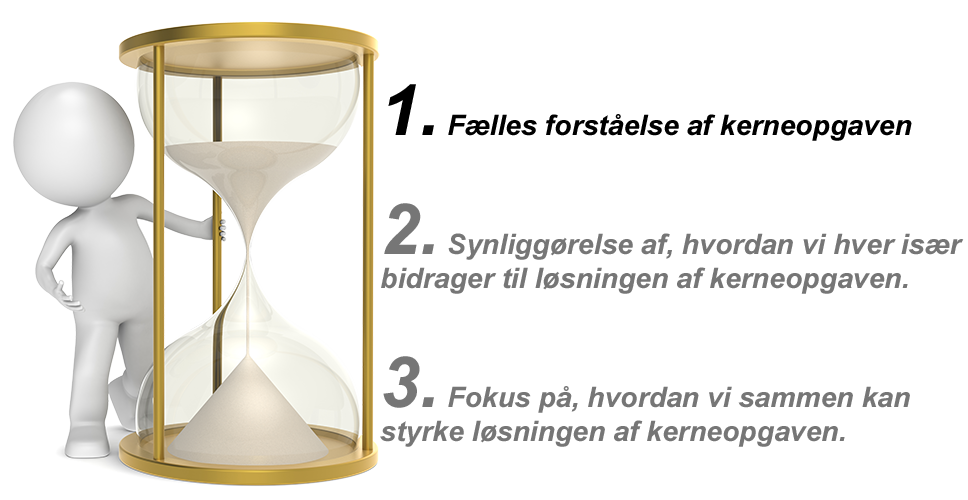 1. Fælles forståelse af kerneopgaven
2. Synliggørelse af, hvordan vi hver især
bidrager til løsningen af kerneopgaven.
3. Fokus på, hvordan vi sammen kan
styrke løsningen af kerneopgaven.